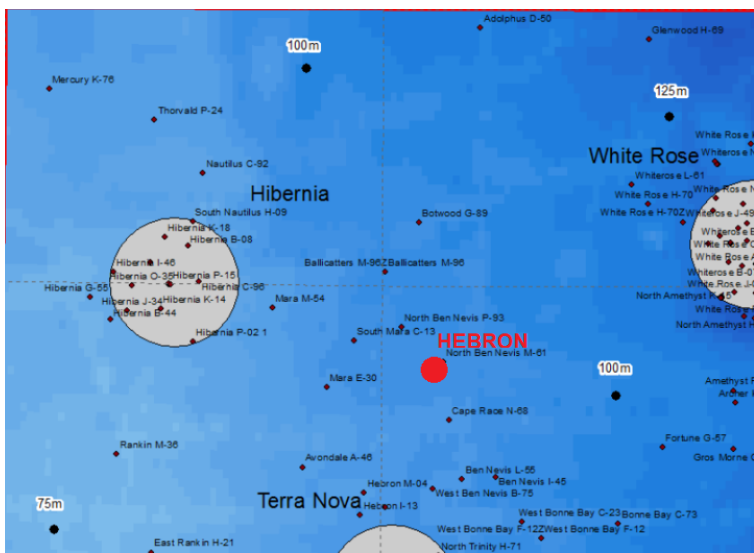 Adolphus D-50
Glenwood H-69
100m
Mercury K-76
125m
Thorvald P-24
White Rose
Nautilus C-92
Whiterose L-61
Hibernia
White Rose H-70
South Nautilus H-09
Botwood G-89
White Rose H-70Z
Whiterose J-49
Hibernia K-18
Hibernia B-08
Hibernia I-46
Ballicatters M-96Z
Ballicatters M-96
Hibernia O-35
Hibernia P-15
Hibernia G-55
Hibernia C-96
Hibernia J-34
Hibernia K-14
Mara M-54
Hibernia B-44
North Ben Nevis P-93
Hibernia P-02 1
South Mara C-13
HEBRON
North Ben Nevis M-61
Mara E-30
100m
Cape Race N-68
Rankin M-36
Fortune G-57
Avondale A-46
Gros Morne
Ben Nevis L-55
Ben Nevis I-45
Hebron M-04
West Ben Nevis B-75
Terra Nova
75m
Hebron I-13
West Bonne Bay C-23
Bonne Bay C-73
West Bonne Bay F-12Z
West Bonne Bay F-12
East Rankin H-21
North Trinity H-71